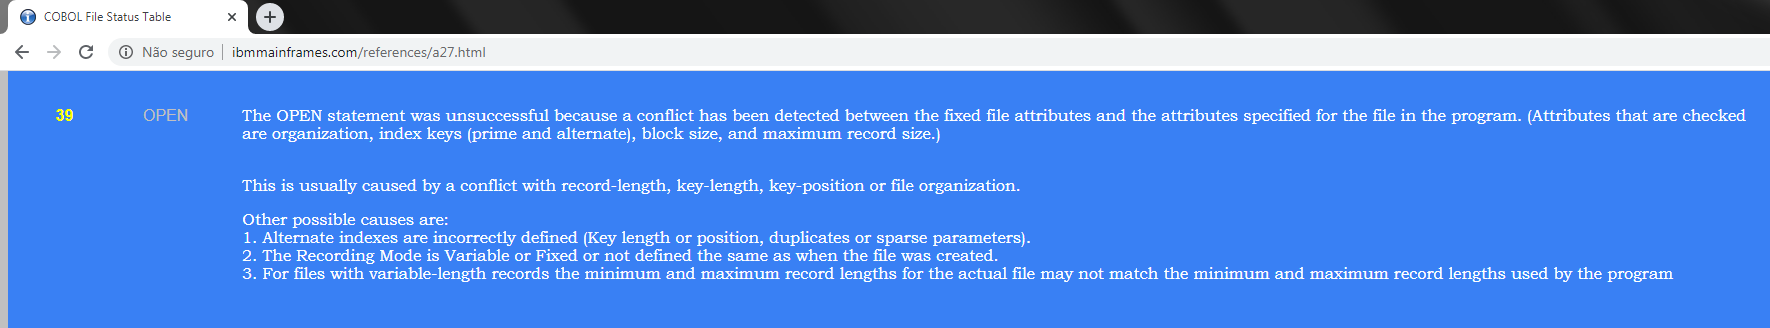 COBOL File Status Table
Não seguro
ibmmainframes.com/references/a27.html
39 OPEN The OPEN statement was unsuccessful because a conflict has been detected between the fixed file attributes and the attributes specified for the file in the program. (Attributes that are checked
are organization, index keys (prime and alternate), block size, and maximum record size.)
This is usually caused by a conflict with record-length, key-length, key-position or file organization.
Other possible causes are:
1. Alternate indexes are incorrectly defined (Key length or position, duplicates or sparse parameters).
2. The Recording Mode is Variable or Fixed or not defined the same as when the file was created.
3. For files with variable-length records the minimum and maximum record lengths for the actual file may not match the minimum and maximum record lengths used by the program